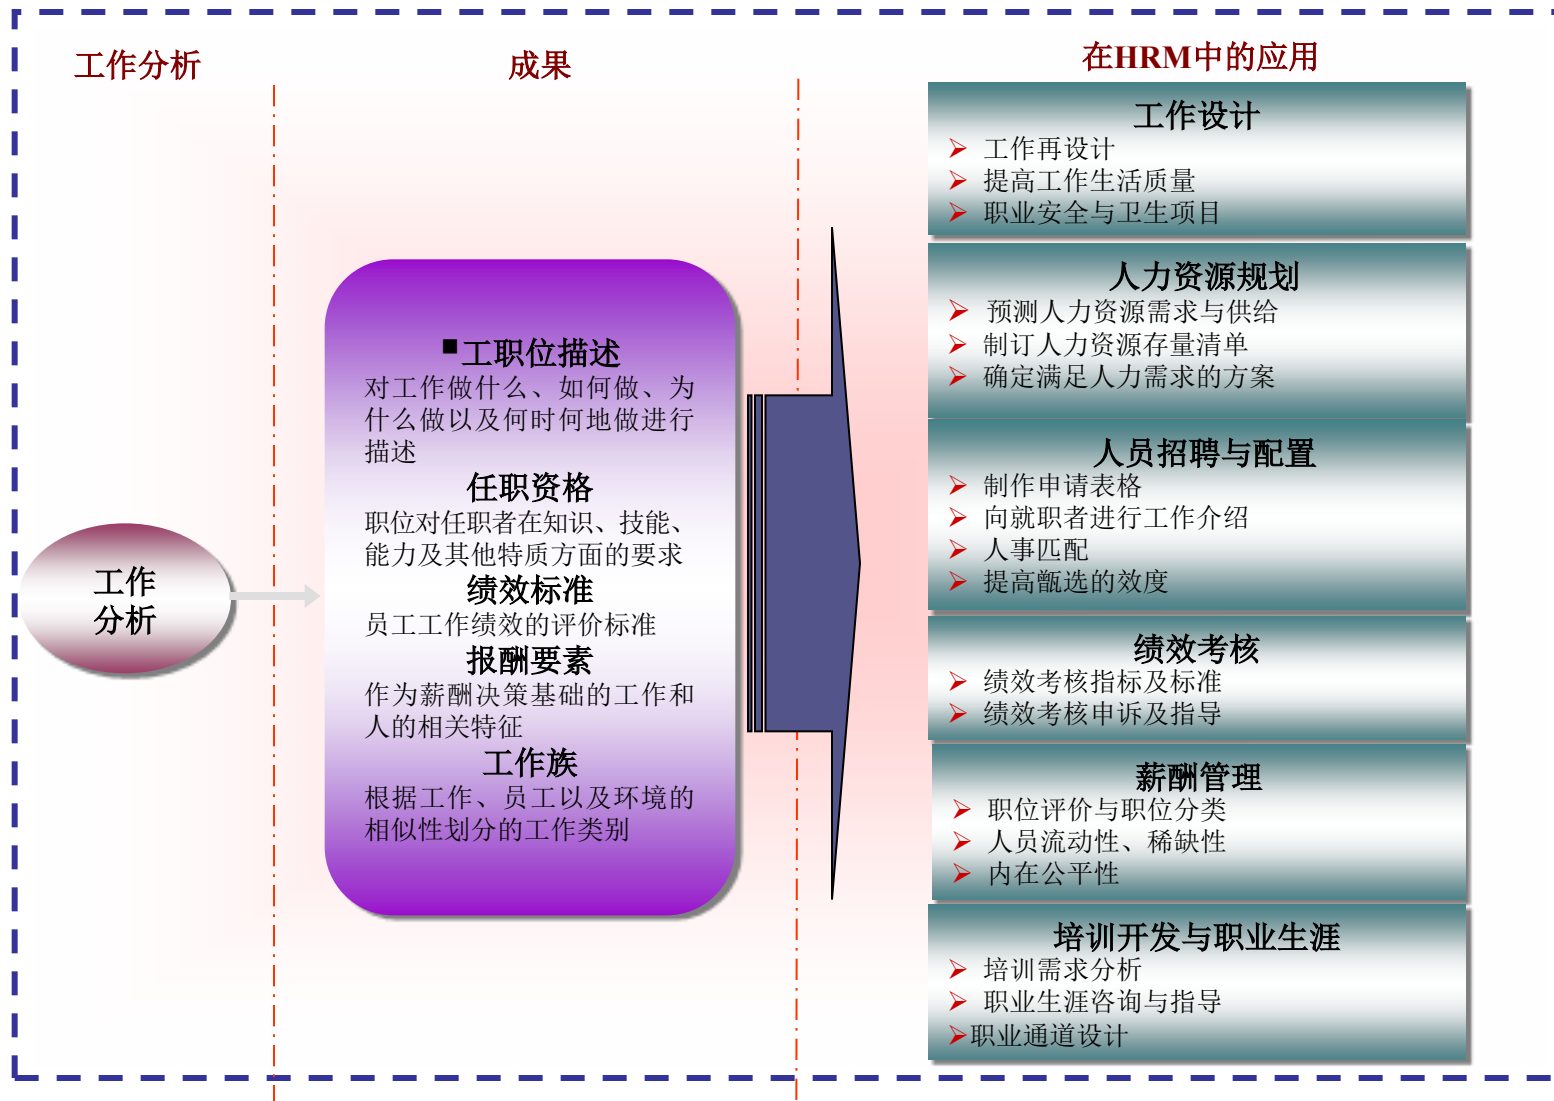 工作分析
成果
在HRM中的应用
工作
分析
■工职位描述
对工作做什么、如何做、为
什么做以及何时何地做进行
描述
任职资格
职位对任职者在知识、技能、
能力及其他特质方面的要求
绩效标准
员工工作绩效的评价标准
报酬要素
作为薪酬决策基础的工作和
人的相关特征
工作族
根据工作、员工以及环境的
相似性划分的工作类别
工作设计
➢ 工作再设计
➢ 提高工作生活质量
➢ 职业安全与卫生项目
人力资源规划
➢ 预测人力资源需求与供给
➢ 制订人力资源存量清单
➢ 确定满足人力需求的方案
人员招聘与配置
➢ 制作申请表格
➢ 向就职者进行工作介绍
➢ 人事匹配
➢ 提高甄选的效度
绩效考核
➢ 绩效考核指标及标准
➢ 绩效考核申诉及指导
薪酬管理
➢ 职位评价与职位分类
➢ 人员流动性、稀缺性
➢ 内在公平性
培训开发与职业生涯
➢ 培训需求分析
➢ 职业生涯咨询与指导
➢职业通道设计